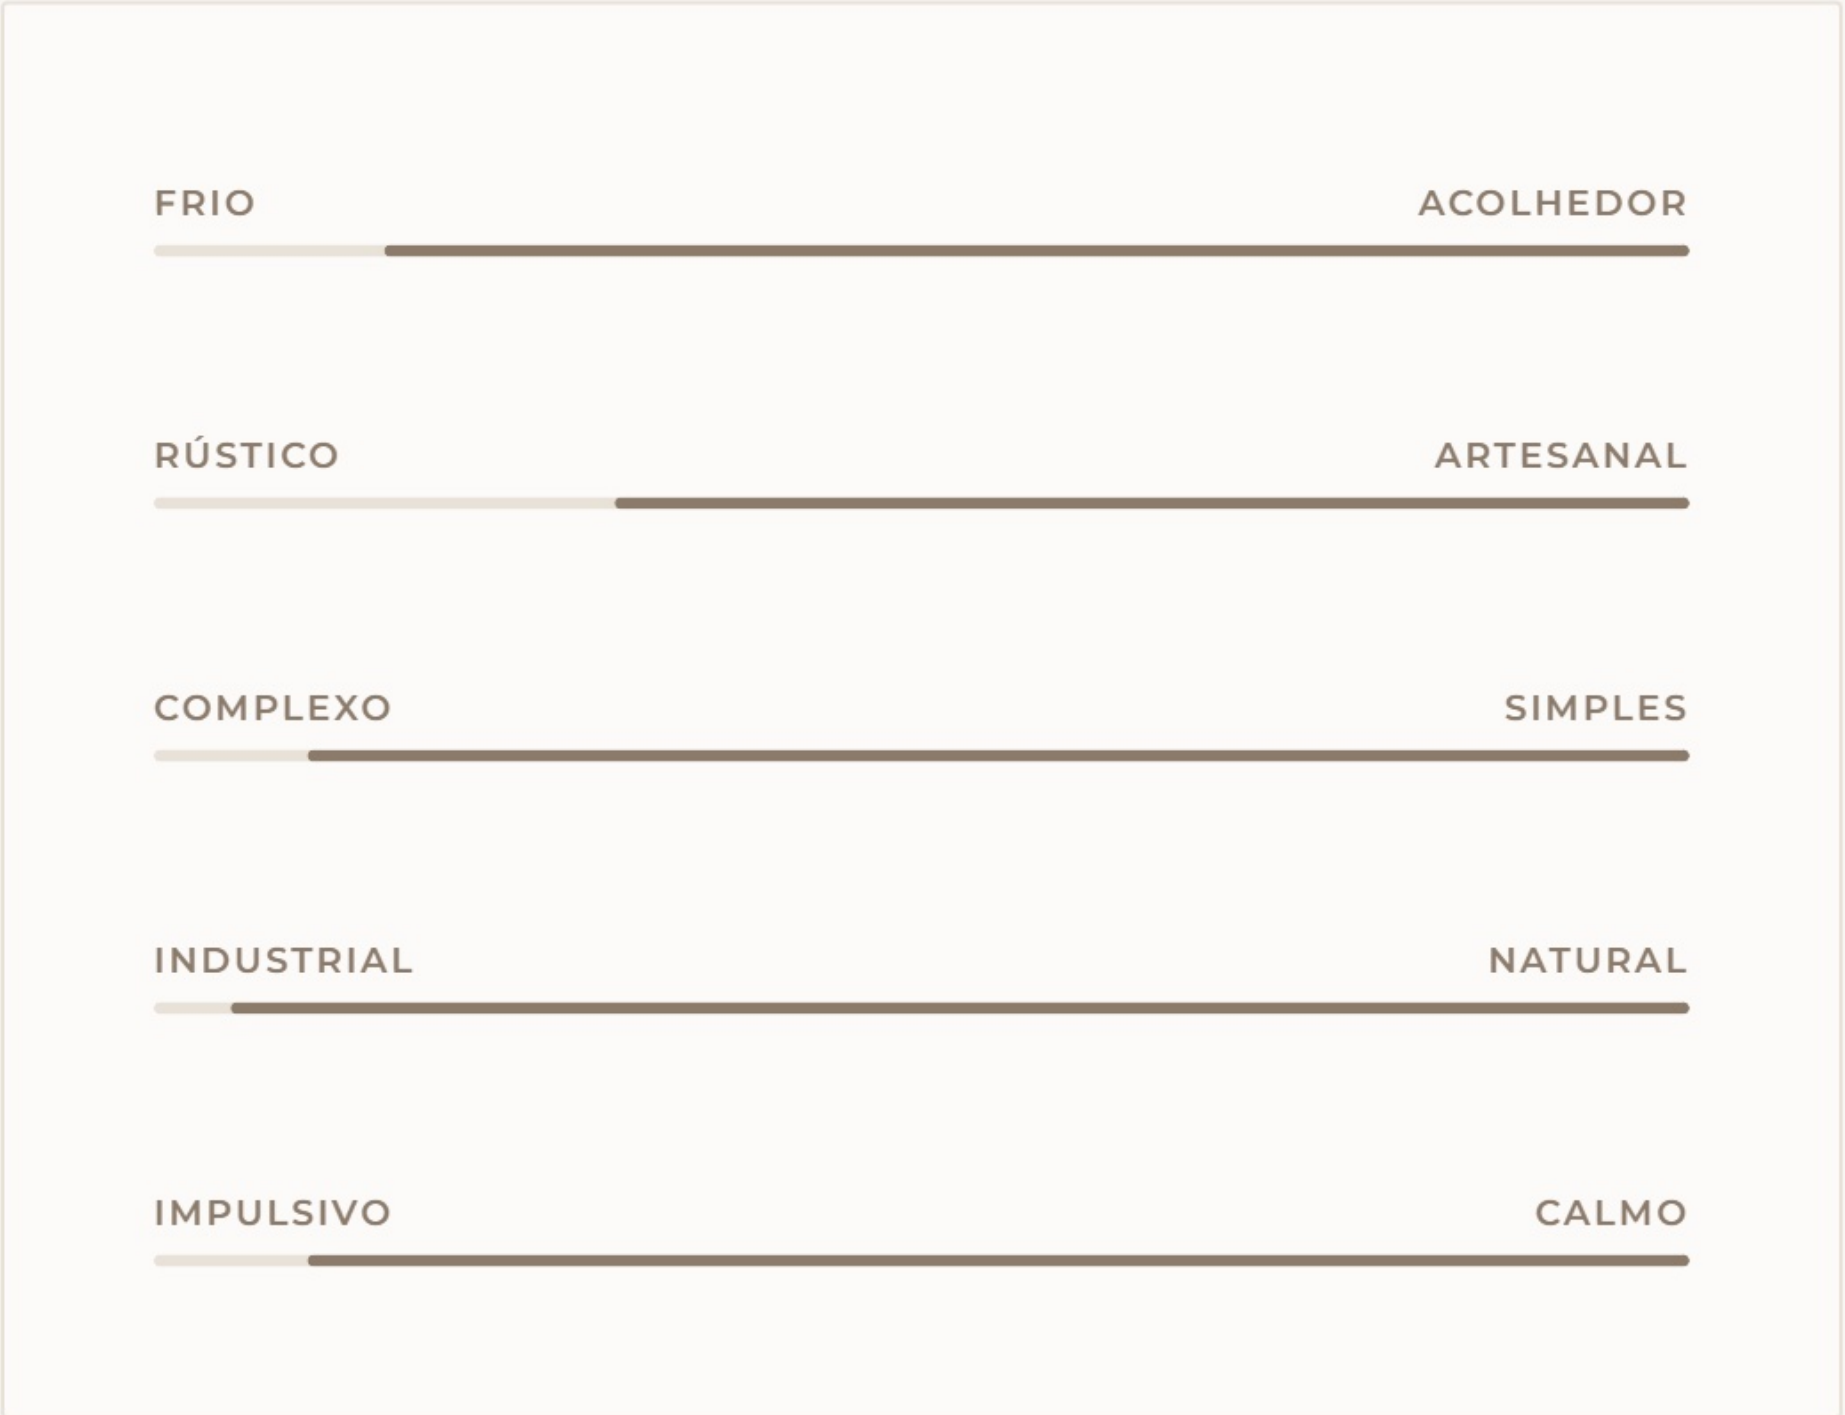 FRIO ACOLHEDOR
RÚSTICO ARTESANAL
COMPLEXO SIMPLES
INDUSTRIAL NATURAL
IMPULSIVO CALMO